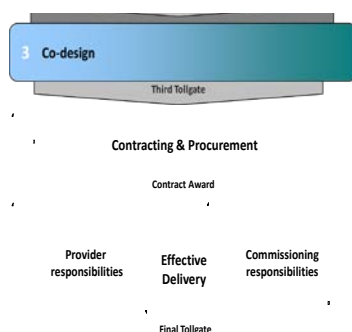 3 Co-design
Third Tollgate
Contracting & Procurement
Contract Award
Provider
responsibilities
Effective
Delivery
Commissioning
responsibilities
Final Tollgate